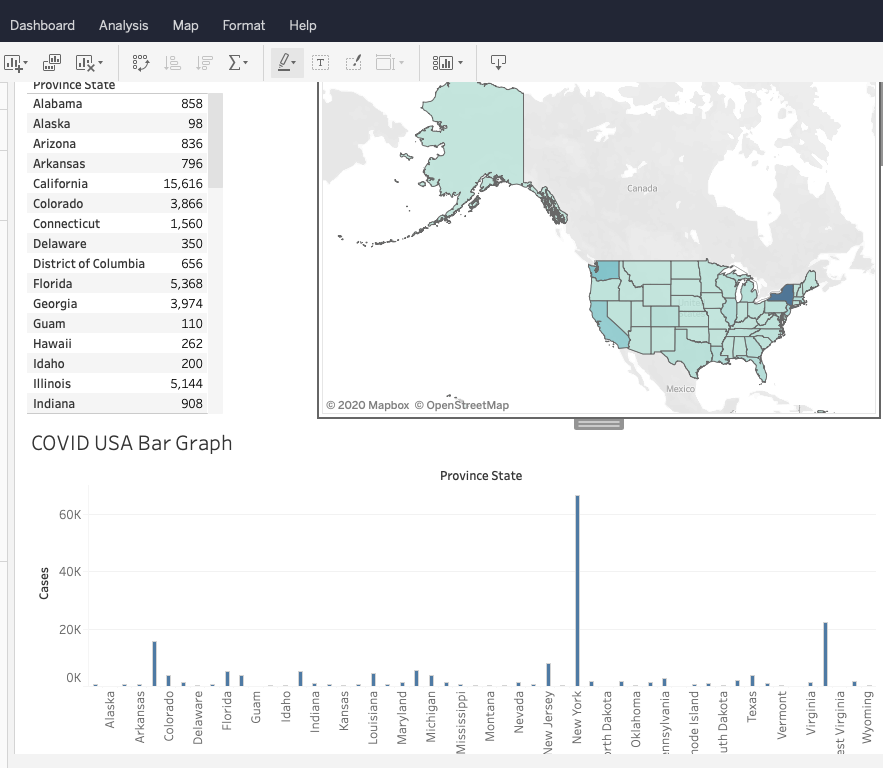 Dashboard Analysis Map Format Help
Province State
Alabama 858
Alaska 98
Arizona 836
Arkansas 796
California 15,616
Colorado 3,866
Connecticut 1,560
Delaware 350
District of Columbia 656
Florida 5,368
Georgia 3,974
Guam 110
Hawaii 262
Idaho 200
Illinois 5,144
Indiana 908
Canada
Mexico
© 2020 Mapbox © OpenStreetMap
COVID USA Bar Graph
Province State
Cases
60K
40K
20K
0K
Alaska
Arkansas
Colorado
Delaware
Florida
Guam
Idaho
Indiana
Kansas
Louisiana
Maryland
Michigan
Mississippi
Montana
Nevada
New Jersey
New York
rth Dakota
Oklahoma
nnsylvania
hode Island
uth Dakota
Texas
Vermont
Virginia
est Virginia
Wyoming